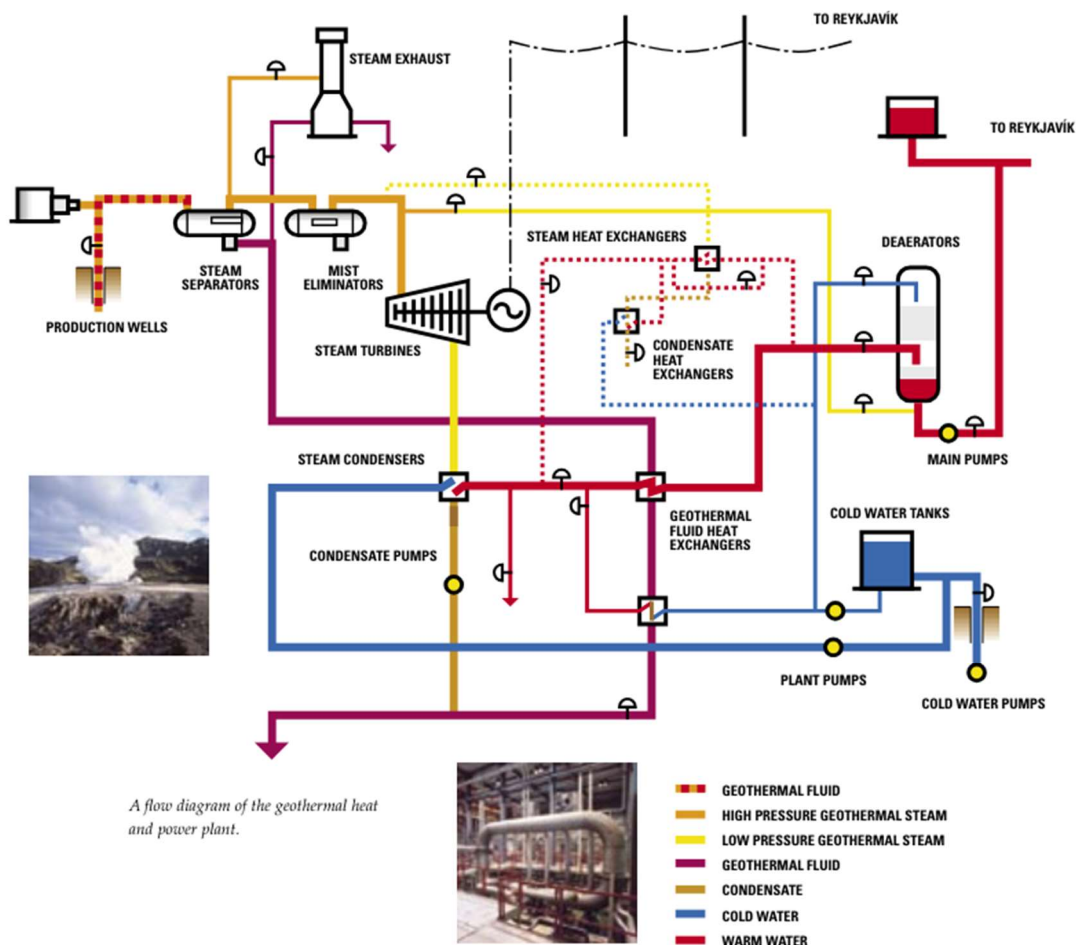 TO REYKJAVÍK
STEAM EXHAUST
TO REYKJAVÍK
STEAM HEAT EXCHANGERS
DEAERATORS
STEAM
SEPARATORS
MIST
ELIMINATORS
PRODUCTION WELLS
STEAM TURBINES
CONDENSATE
HEAT
EXCHANGERS
STEAM CONDENSERS
MAIN PUMPS
GEOTHERMAL
FLUID HEAT
EXCHANGERS
COLD WATER TANKS
CONDENSATE PUMPS
PLANT PUMPS
COLD WATER PUMPS
A flow diagram of the geothermal heat
and power plant.
GEOTHERMAL FLUID
HIGH PRESSURE GEOTHERMAL STEAM
LOW PRESSURE GEOTHERMAL STEAM
GEOTHERMAL FLUID
CONDENSATE
COLD WATER
WARM WATER